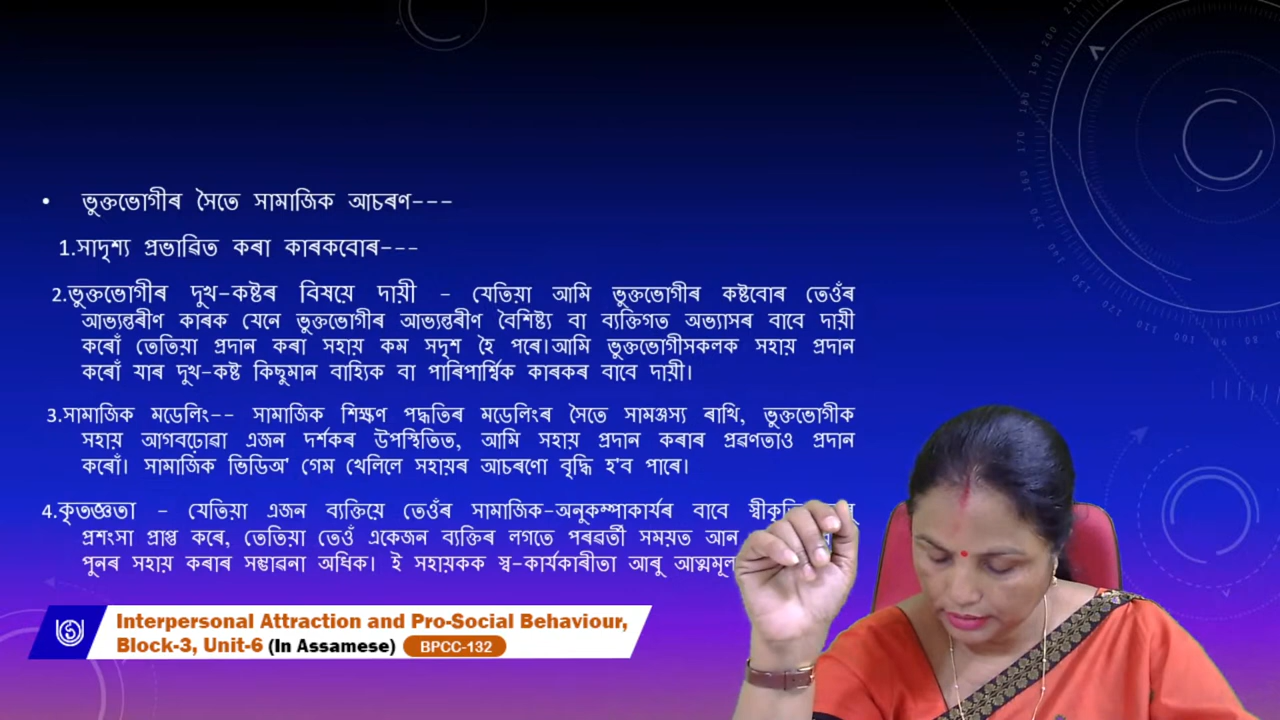 • ভুক্তভোগীৰ সৈতে সামাজিক আচৰণ---
1.সাদৃশ্য প্ৰভাৱিত কৰা কাৰকবোৰ---
2.ভুক্তভোগীৰ দুখ-কষ্টৰ বিষয়ে দায়ী - যেতিয়া আমি ভুক্তভোগীৰ কষ্টবোৰ তেওঁৰ
আভ্যন্তৰীণ কাৰক যেনে ভুক্তভোগীৰ আভ্যন্তৰীণ বৈশিষ্ট্য বা ব্যক্তিগত অভ্যাসৰ বাবে দায়ী
কৰোঁ তেতিয়া প্ৰদান কৰা সহায় কম সদৃশ হৈ পৰে।আমি ভুক্তভোগীসকলক সহায় প্ৰদান
কৰোঁ যাৰ দুখ-কষ্ট কিছুমান বাহ্যিক বা পাৰিপাৰ্শ্বিক কাৰকৰ বাবে দায়ী।
3.সামাজিক মডেলিং-- সামাজিক শিক্ষণ পদ্ধতিৰ মডেলিংৰ সৈতে সামঞ্জস্য ৰাখি, ভুক্তভোগীক
সহায় আগবঢ়োৱা এজন দৰ্শকৰ উপস্থিতিত, আমি সহায় প্ৰদান কৰাৰ প্ৰৱণতাও প্ৰদান
কৰোঁ। সামাজিক ভিডিঅ' গেম খেলিলে সহায়ৰ আচৰণো বৃদ্ধি হ'ব পাৰে।
4.কৃতজ্ঞতা - যেতিয়া এজন ব্যক্তিয়ে তেওঁৰ সামাজিক-অনুকম্পাকাৰ্যৰ বাবে
প্ৰশংসা প্ৰাপ্ত কৰে, তেতিয়া তেওঁ একেজন ব্যক্তিৰ লগতে পৰৱৰ্তী সময়ত আন
পুনৰ সহায় কৰাৰ সম্ভাৱনা অধিক। ই সহায়কক স্ব-কাৰ্যকাৰীতা আৰু
Interpersonal Attraction and Pro-Social Behaviour,
Block-3, Unit-6 (In Assamese) BPCC-132